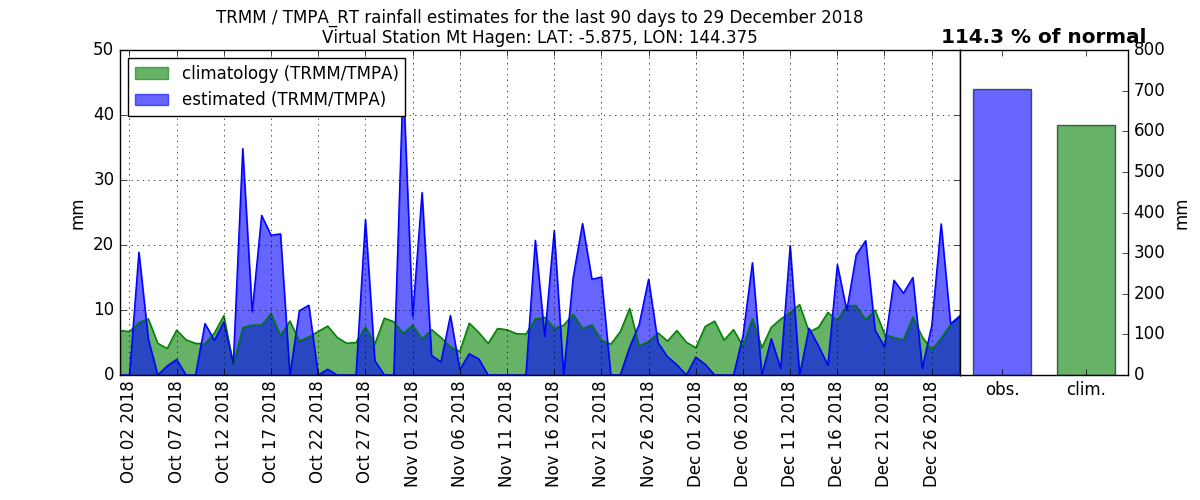 TRMM / TMPA_RT rainfall estimates for the last 90 days to 29 December 2018
Virtual Station Mt Hagen: LAT: -5.875, LON: 144.375
114.3 % of normal
climatology (TRMM/TMPA)
estimated (TRMM/TMPA)
50
40
30
20
10
0
mm
800
700
600
500
400
300
200
100
0
mm
Oct 02 2018
Oct 07 2018
Oct 12 2018
Oct 17 2018
Oct 22 2018
Oct 27 2018
Nov 01 2018
Nov 06 2018
Nov 11 2018
Nov 16 2018
Nov 21 2018
Nov 26 2018
Dec 01 2018
Dec 06 2018
Dec 11 2018
Dec 16 2018
Dec 21 2018
Dec 26 2018
obs.
clim.